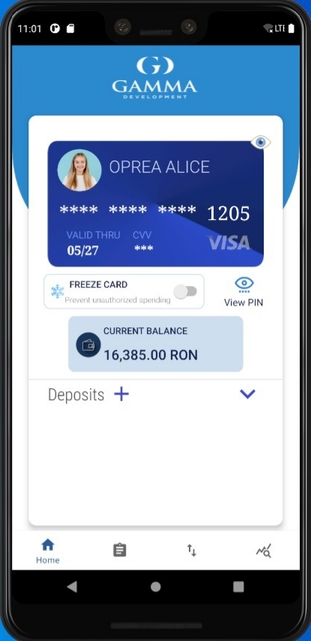 11:01
LTE
G
GAMMA
DEVELOPMENT
OPREA ALICE
**** **** **** 1205
VALID THRU CVV
05/27 ***
VISA
FREEZE CARD
Prevent unauthorized spending
View PIN
CURRENT BALANCE
16,385.00 RON
Deposits +
Home